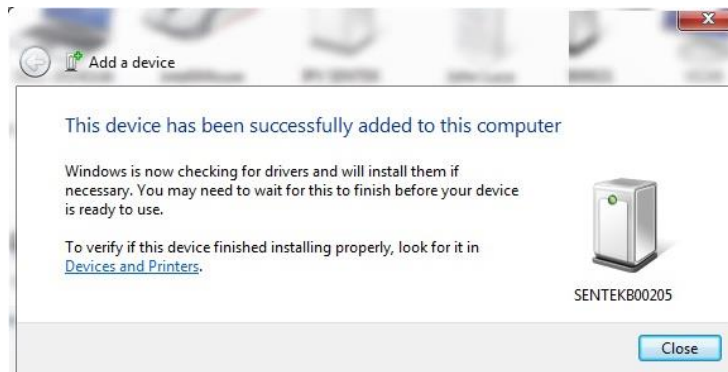 Add a device
This device has been successfully added to this computer
Windows is now checking for drivers and will install them if
necessary. You may need to wait for this to finish before your device
is ready to use.
To verify if this device finished installing properly, look for it in
Devices and Printers.
SENTEKB00205
Close